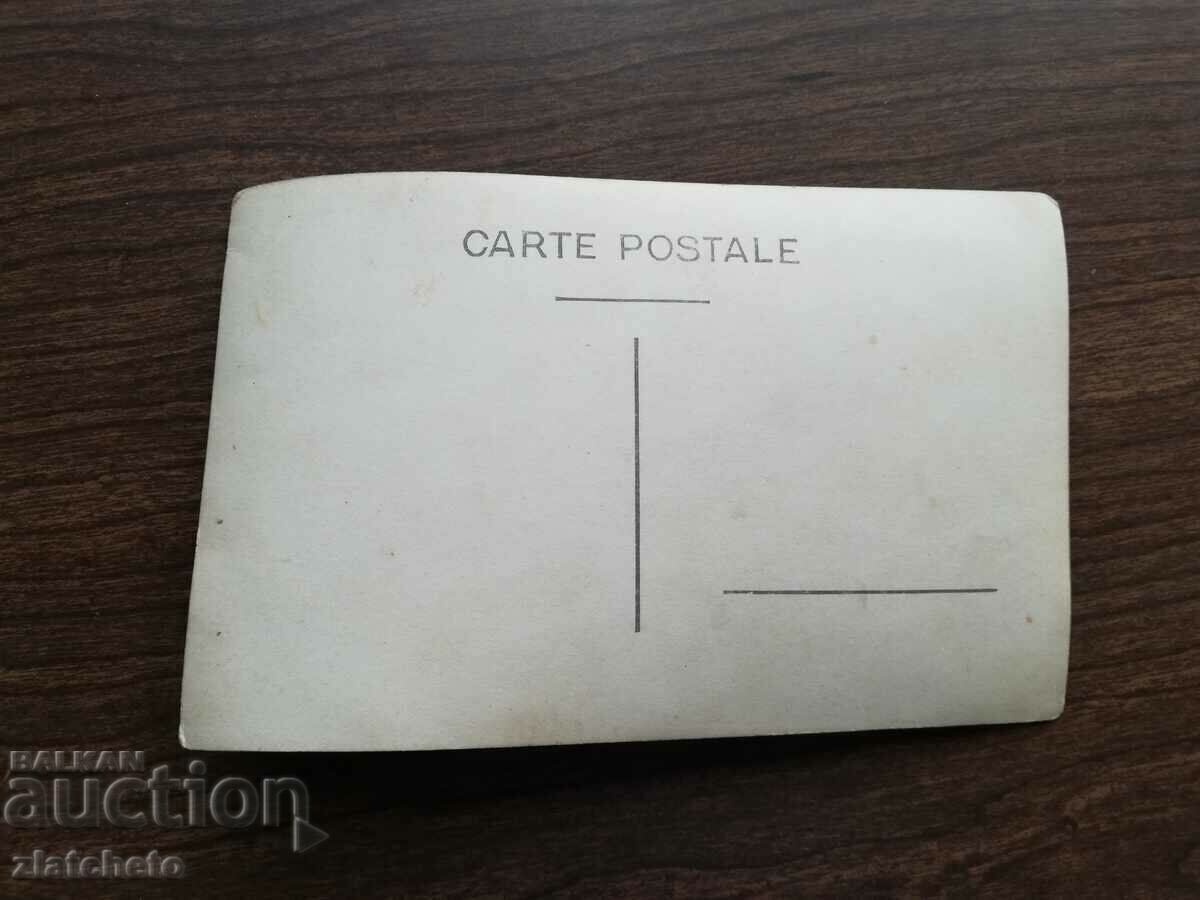 CARTE POSTALE
BALKAN
auction
zlatcheto